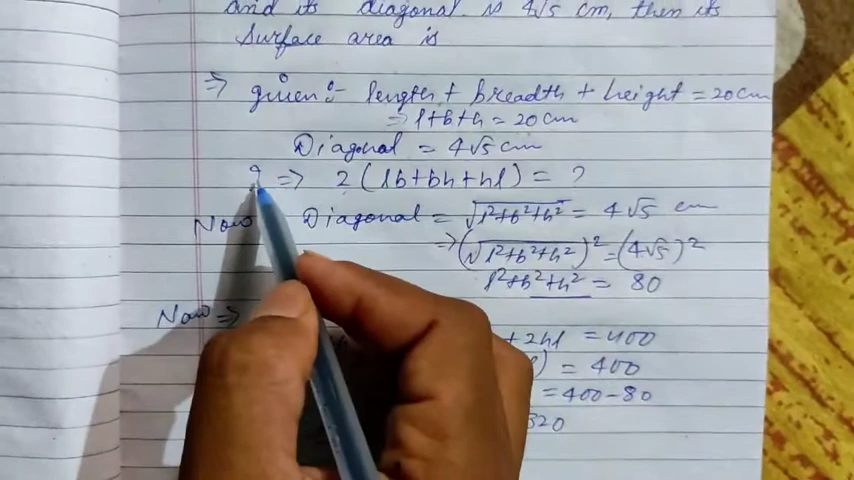 and its diagonal is 4√5 cm, then its
surface area is
⇒ given:- length + breadth + height = 20cm
⇒ l+b+h = 20cm
Diagonal = 4√5 cm
? ⇒ 2(lb+bh+hl) = ?
Now Diagonal = √l²+b²+h² = 4√5 cm
⇒ (√l²+b²+h²)² = (4√5)²
l²+b²+h² = 80
Now ⇒ + 2hl = 400
) = 400
= 400-80
320